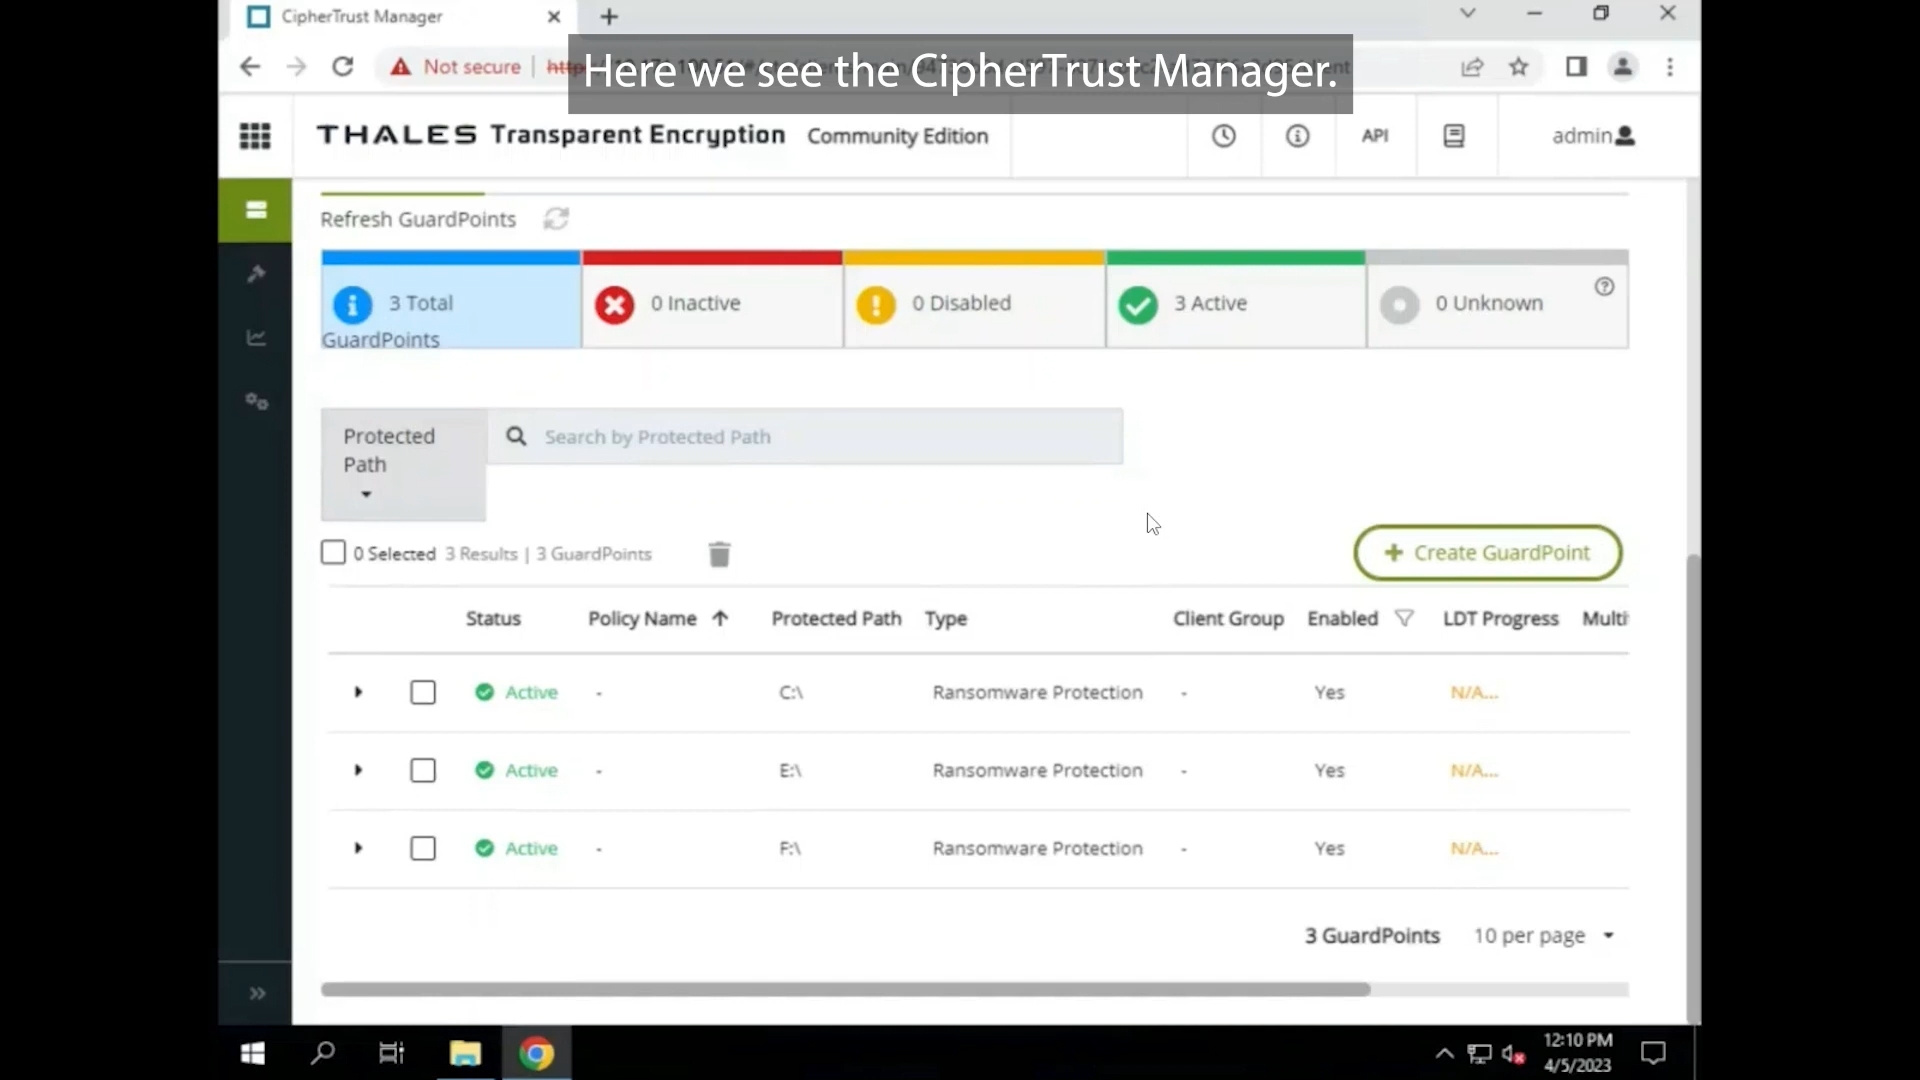 CipherTrust Manager
Not secure
Here we see the CipherTrust Manager.
THALES Transparent Encryption Community Edition
API
admin
Refresh GuardPoints
3 Total GuardPoints
0 Inactive
0 Disabled
3 Active
0 Unknown
Protected Path
Search by Protected Path
0 Selected 3 Results | 3 GuardPoints
+ Create GuardPoint
Status Policy Name Protected Path Type Client Group Enabled LDT Progress Multi
Active - C:\ Ransomware Protection - Yes N/A...
Active - E:\ Ransomware Protection - Yes N/A...
Active - F:\ Ransomware Protection - Yes N/A...
3 GuardPoints 10 per page
12:10 PM
4/5/2023